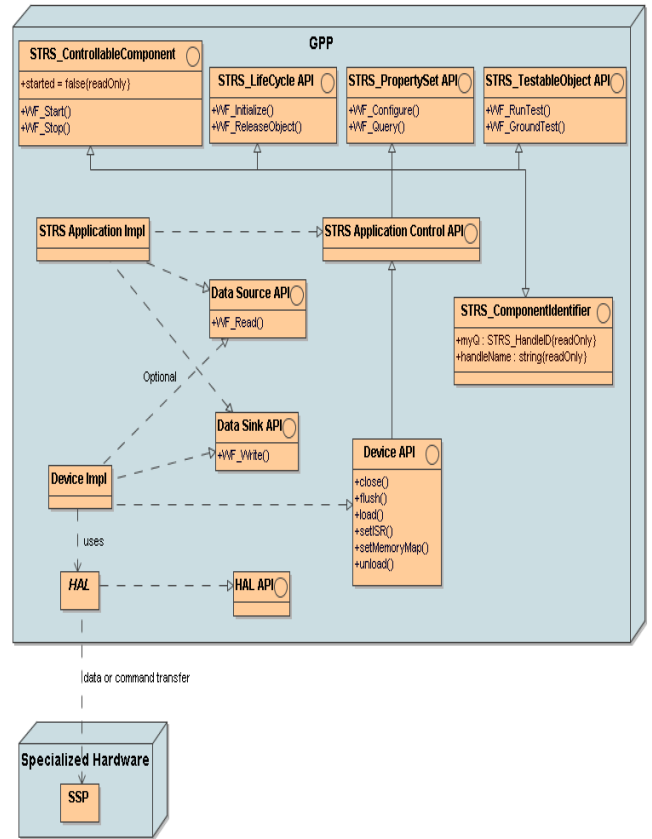 GPP
STRS_ControllableComponent
+started = false{readOnly}
+WF_Start()
+WF_Stop()
STRS_LifeCycle API
+WF_Initialize()
+WF_ReleaseObject()
STRS_PropertySet API
+WF_Configure()
+WF_Query()
STRS_TestableObject API
+WF_RunTest()
+WF_GroundTest()
STRS Application Impl
STRS Application Control API
Data Source API
+WF_Read()
STRS_ComponentIdentifier
+myQ : STRS_HandleID{readOnly}
+handleName : string{readOnly}
Optional
Data Sink API
+WF_Write()
Device API
+close()
+flush()
+load()
+setISR()
+setMemoryMap()
+unload()
Device Impl
uses
HAL
HAL API
data or command transfer
Specialized Hardware
SSP